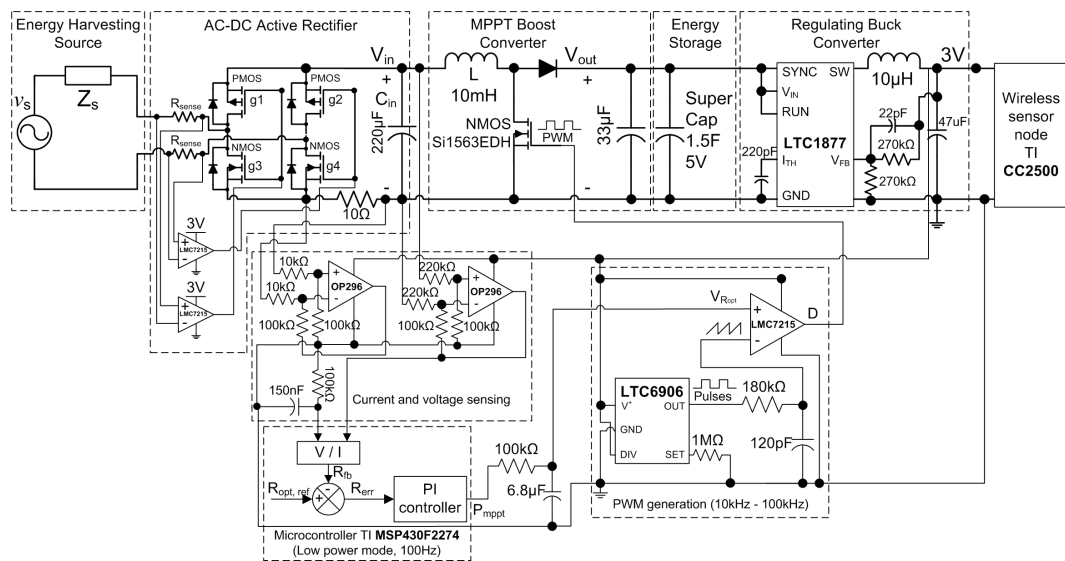 Energy Harvesting
Source
AC-DC Active Rectifier
MPPT Boost
Converter
Energy
Storage
Regulating Buck
Converter
vs
Zs
Rsense
Rsense
PMOS
g1
PMOS
g2
NMOS
g3
NMOS
g4
Vin
+
Cin
220µF
-
10Ω
L
10mH
Vout
+
NMOS
Si1563EDH
PWM
33µF
-
Super
Cap
1.5F
5V
SYNC
SW
VIN
RUN
LTC1877
ITH
VFB
GND
220pF
10µH
3V
22pF
270kΩ
270kΩ
47uF
Wireless
sensor
node
TI
CC2500
3V
+
-
LMC7215
3V
+
-
LMC7215
10kΩ
10kΩ
100kΩ
100kΩ
+
-
OP296
220kΩ
220kΩ
100kΩ
100kΩ
+
-
OP296
100kΩ
150nF
Current and voltage sensing
V / I
Rfb
Ropt, ref
+
-
Rerr
PI
controller
Pmppt
Microcontroller TI MSP430F2274
(Low power mode, 100Hz)
100kΩ
6.8µF
VRopt
+
-
LMC7215
D
LTC6906
V+
OUT
GND
DIV
SET
Pulses
180kΩ
1MΩ
120pF
PWM generation (10kHz - 100kHz)